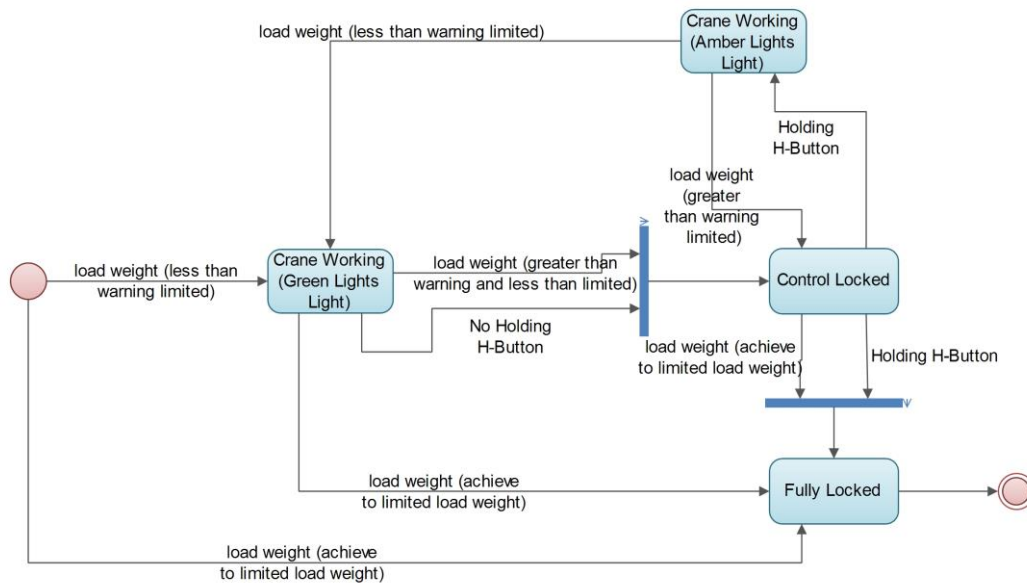 load weight (less than warning limited)
Crane Working
(Amber Lights
Light)
Holding
H-Button
load weight
(greater
than warning
limited)
load weight (less than
warning limited)
Crane Working
(Green Lights
Light)
load weight (greater than
warning and less than limited)
Control Locked
No Holding
H-Button
load weight (achieve
to limited load weight)
Holding H-Button
load weight (achieve
to limited load weight)
Fully Locked
load weight (achieve
to limited load weight)